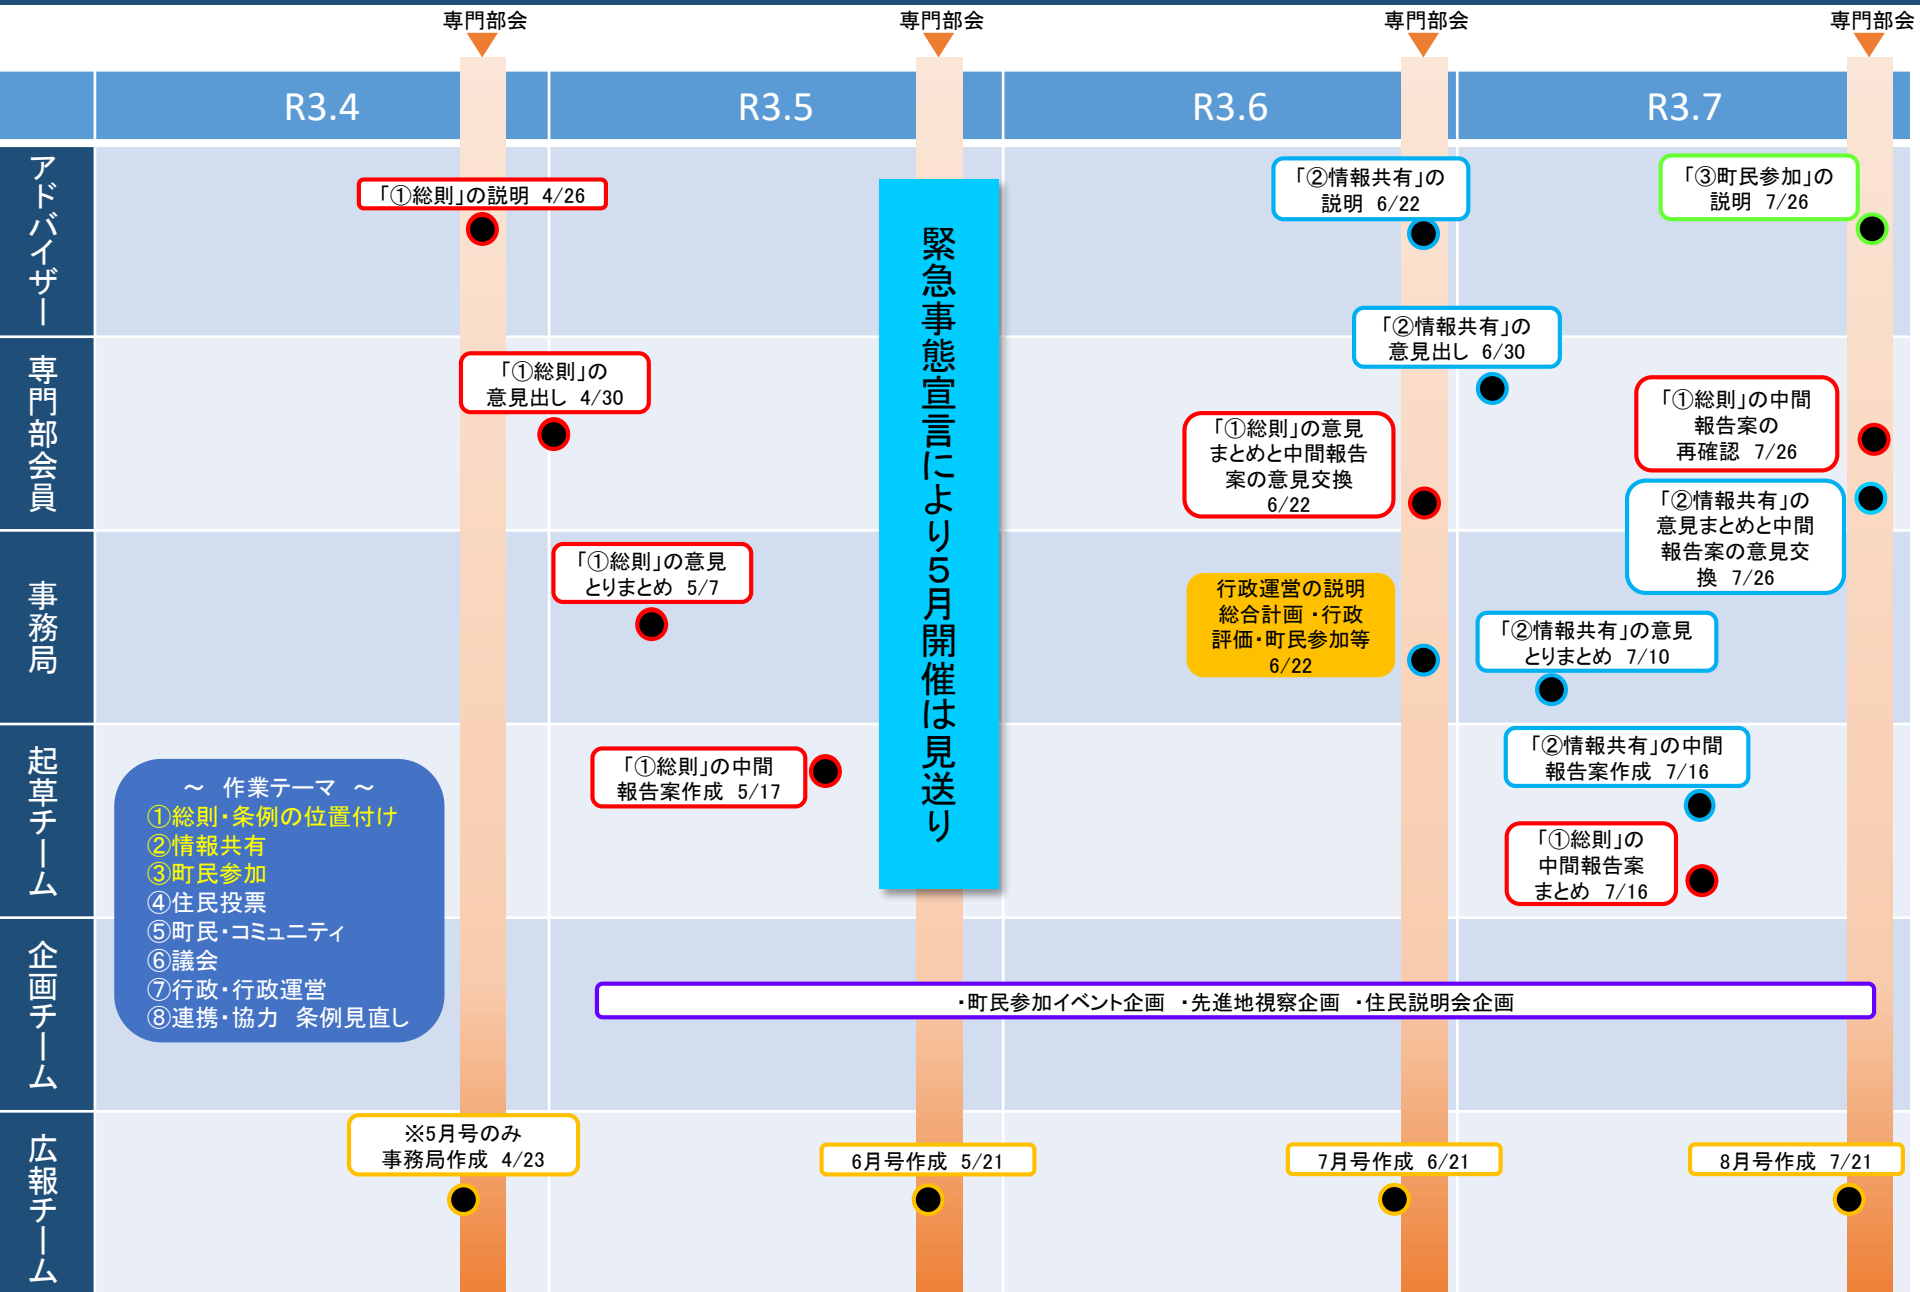 専門部会
専門部会
専門部会
専門部会
R3.4
R3.5
R3.6
R3.7
アドバイザー
「①総則」の説明 4/26
「②情報共有」の
説明 6/22
「③町民参加」の
説明 7/26
緊急事態宣言により５月開催は見送り
専門部会員
「①総則」の
意見出し 4/30
「②情報共有」の
意見出し 6/30
「①総則」の意見
まとめと中間報告
案の意見交換
6/22
「①総則」の中間
報告案の
再確認 7/26
「②情報共有」の
意見まとめと中間
報告案の意見交
換 7/26
事務局
「①総則」の意見
とりまとめ 5/7
行政運営の説明
総合計画・行政
評価・町民参加等
6/22
「②情報共有」の意見
とりまとめ 7/10
起草チーム
「①総則」の中間
報告案作成 5/17
「②情報共有」の中間
報告案作成 7/16
「①総則」の
中間報告案
まとめ 7/16
～ 作業テーマ ～
①総則・条例の位置付け
②情報共有
③町民参加
④住民投票
⑤町民・コミュニティ
⑥議会
⑦行政・行政運営
⑧連携・協力 条例見直し
企画チーム
・町民参加イベント企画 ・先進地視察企画 ・住民説明会企画
広報チーム
※5月号のみ
事務局作成 4/23
6月号作成 5/21
7月号作成 6/21
8月号作成 7/21